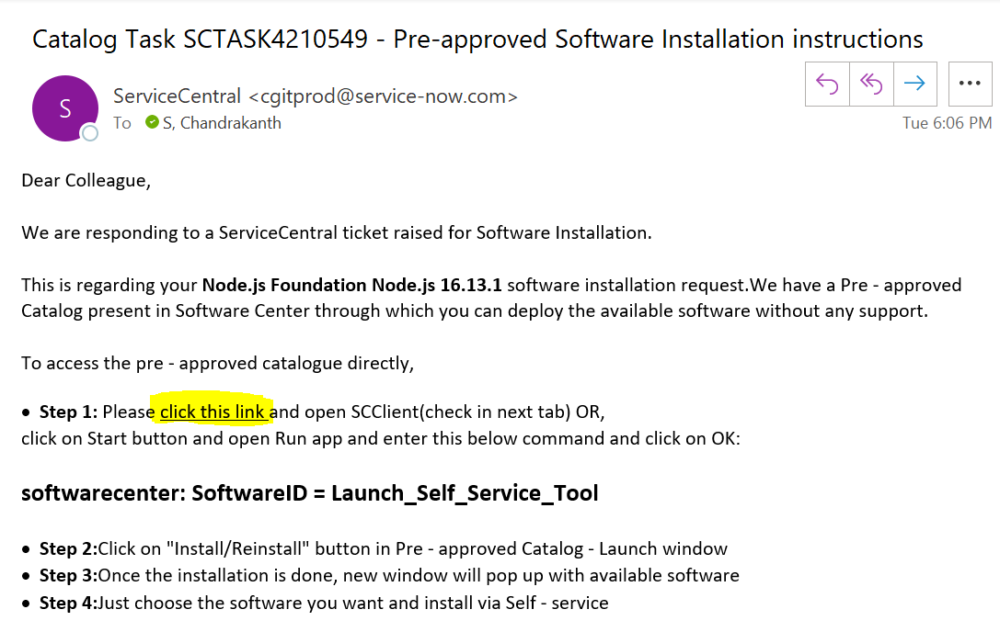 Catalog Task SCTASK4210549 - Pre-approved Software Installation instructions
S
ServiceCentral <cgitprod@service-now.com>
To S, Chandrakanth
Tue 6:06 PM
Dear Colleague,
We are responding to a ServiceCentral ticket raised for Software Installation.
This is regarding your Node.js Foundation Node.js 16.13.1 software installation request.We have a Pre - approved
Catalog present in Software Center through which you can deploy the available software without any support.
To access the pre - approved catalogue directly,
• Step 1: Please click this link and open SCClient(check in next tab) OR,
click on Start button and open Run app and enter this below command and click on OK:
softwarecenter: SoftwareID = Launch_Self_Service_Tool
• Step 2:Click on "Install/Reinstall" button in Pre - approved Catalog - Launch window
• Step 3:Once the installation is done, new window will pop up with available software
• Step 4:Just choose the software you want and install via Self - service